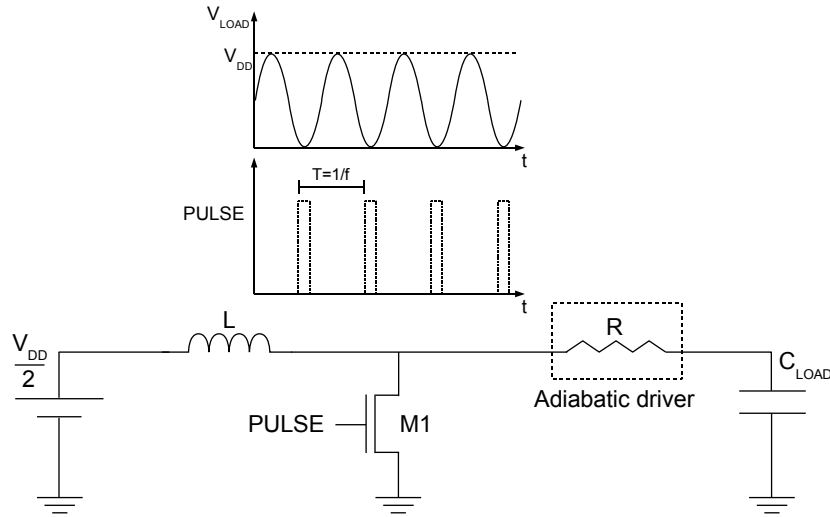 V_LOAD
V_DD
t
T=1/f
PULSE
t
L
R
V_DD
2
C_LOAD
Adiabatic driver
PULSE
M1